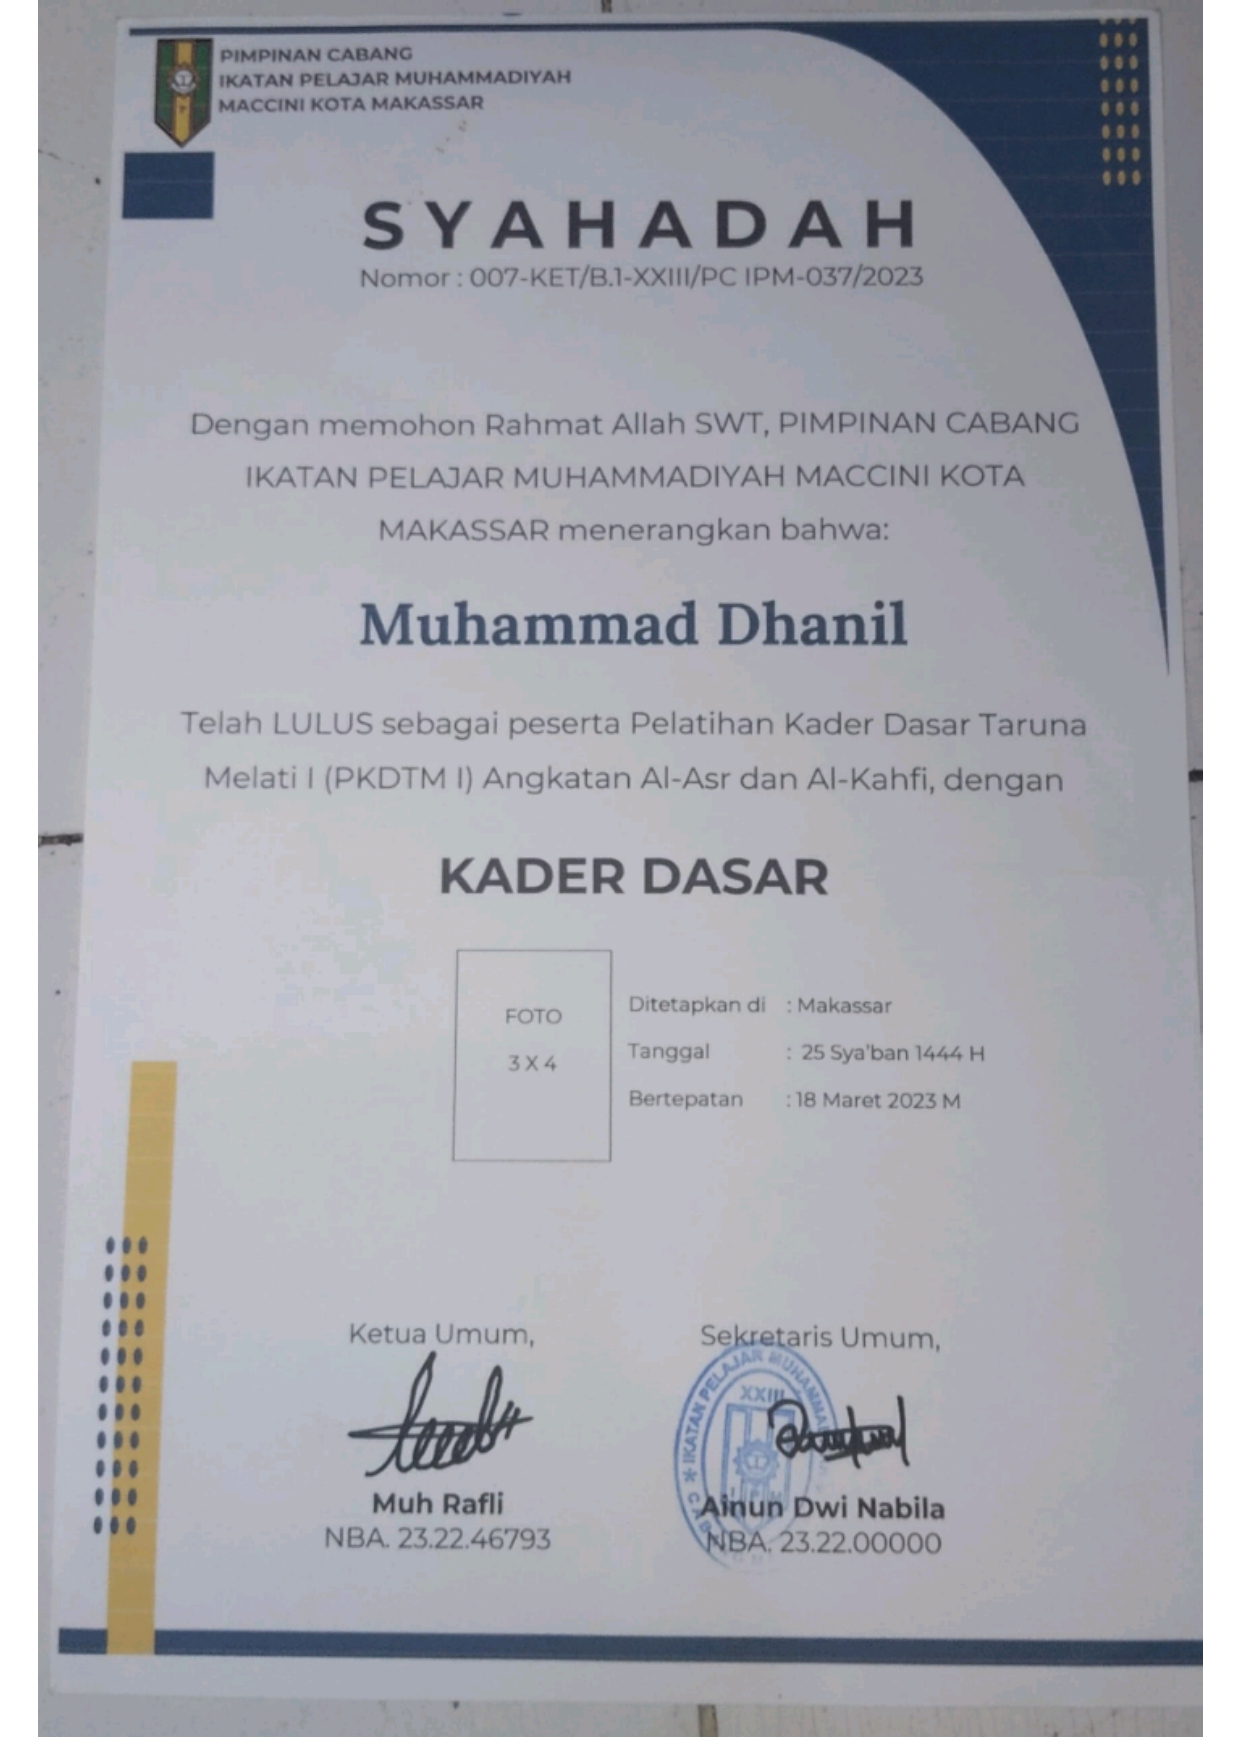 PIMPINAN CABANG
IKATAN PELAJAR MUHAMMADIYAH
MACCINI KOTA MAKASSAR
SYAHADAH
Nomor : 007-KET/B.1-XXIII/PC IPM-037/2023
Dengan memohon Rahmat Allah SWT, PIMPINAN CABANG
IKATAN PELAJAR MUHAMMADIYAH MACCINI KOTA
MAKASSAR menerangkan bahwa:
Muhammad Dhanil
Telah LULUS sebagai peserta Pelatihan Kader Dasar Taruna
Melati I (PKDTM I) Angkatan Al-Asr dan Al-Kahfi, dengan
KADER DASAR
FOTO
3 X 4
Ditetapkan di : Makassar
Tanggal : 25 Sya'ban 1444 H
Bertepatan : 18 Maret 2023 M
Ketua Umum,
Muh Rafli
NBA. 23.22.46793
Sekretaris Umum,
IKATAN PELAJAR
XXIII
Ainun Dwi Nabila
NBA. 23.22.00000